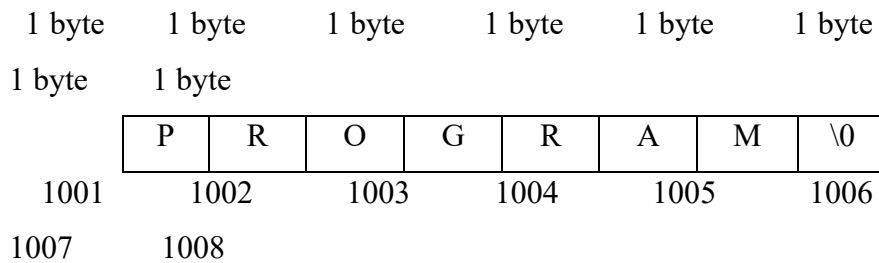 1 byte 1 byte 1 byte 1 byte 1 byte 1 byte
1 byte 1 byte
P R O G R A M \0
1001 1002 1003 1004 1005 1006
1007 1008